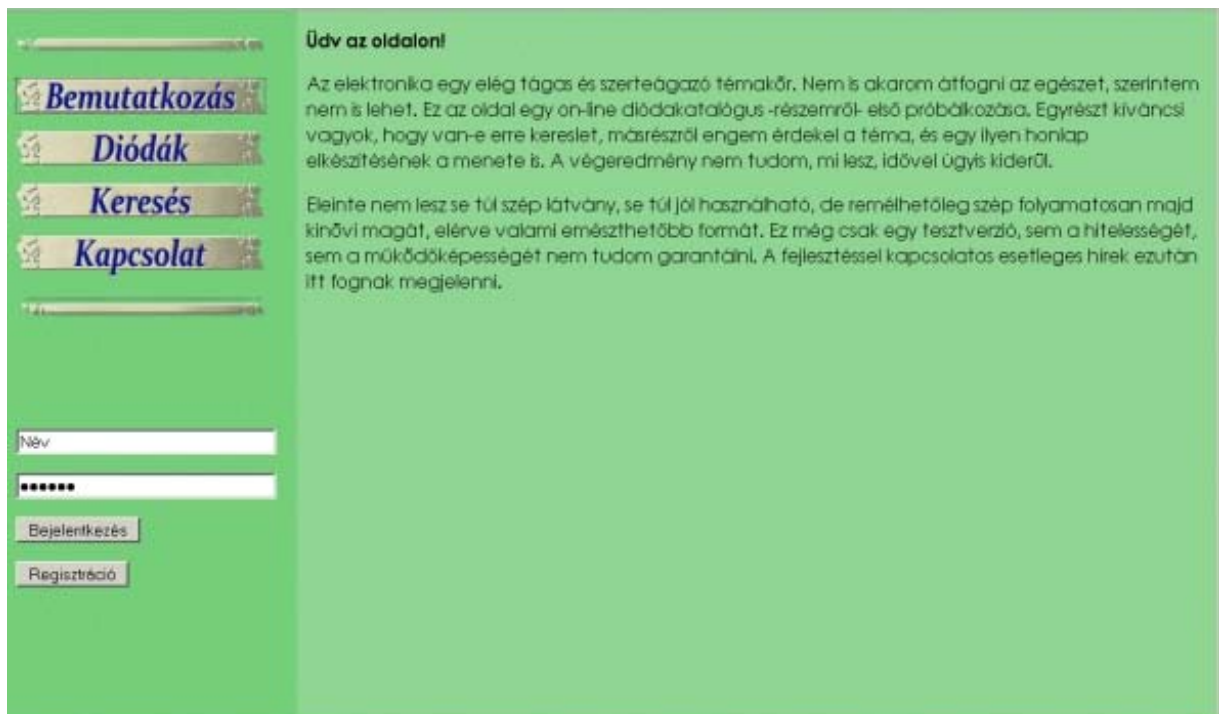 Bemutatkozás
Diódák
Keresés
Kapcsolat
Név
Bejelentkezés
Regisztráció
Üdv az oldalon!
Az elektronika egy elég tágas és szerteágazó témakőr. Nem is akarom átfogni az egészet, szerintem
nem is lehet. Ez az oldal egy on-line diódakatalógus -részemről- első próbálkozása. Egyrészt kíváncsi
vagyok, hogy van-e erre kereslet, másrészről engem érdekel a téma, és egy ilyen honlap
elkészítésének a menete is. A végeredmény nem tudom, mi lesz, idővel úgyis kiderűl.
Eleinte nem lesz se túl szép látvány, se túl jól használható, de remélhetőleg szép folyamatosan majd
kinővi magát, elérve valami emészthetőbb formát. Ez még csak egy tesztverzió, sem a hitelességét,
sem a műkődőképességét nem tudom garantálni. A fejlesztéssel kapcsolatos esetleges hírek ezután
itt fognak megjelenni.